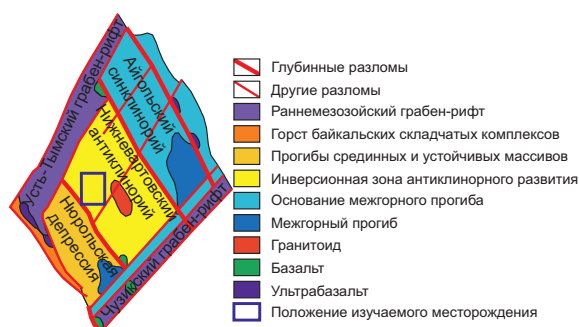 Усть-Тымский грабен-рифт
Айгольский
синклинорий
Нижневартовский
антиклинорий
Нюрольская
депрессия
Чузикский грабен-рифт
Глубинные разломы
Другие разломы
Раннемезозойский грабен-рифт
Горст байкальских складчатых комплексов
Прогибы срединных и устойчивых массивов
Инверсионная зона антиклинорного развития
Основание межгорного прогиба
Межгорный прогиб
Гранитоид
Базальт
Ультрабазальт
Положение изучаемого месторождения